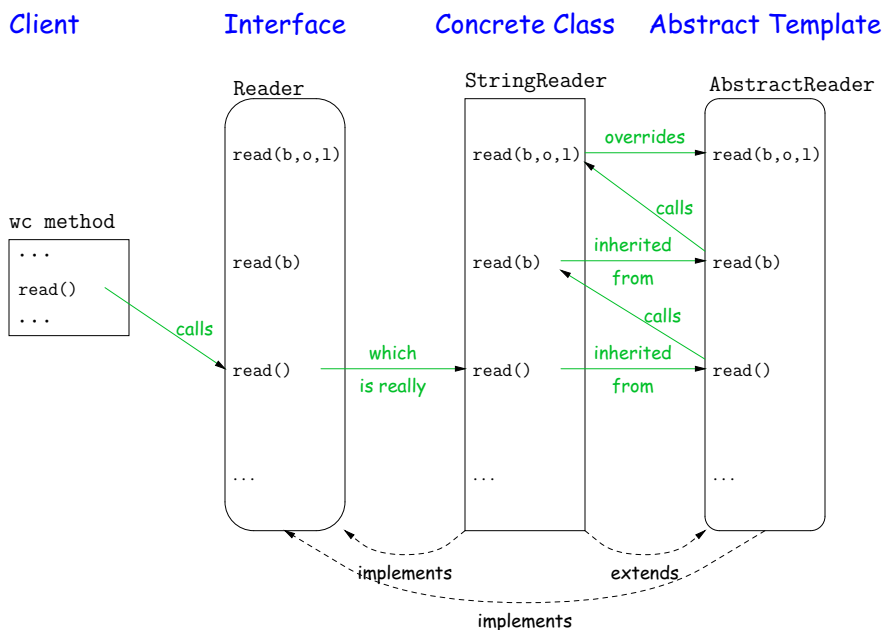 Client Interface Concrete Class Abstract Template
Reader StringReader AbstractReader
read(b,o,l) read(b,o,l) overrides read(b,o,l)
calls
wc method
...
read()
...
read(b) read(b) inherited from read(b)
calls
calls
read() which is really read() inherited from read()
... ... ...
implements extends
implements